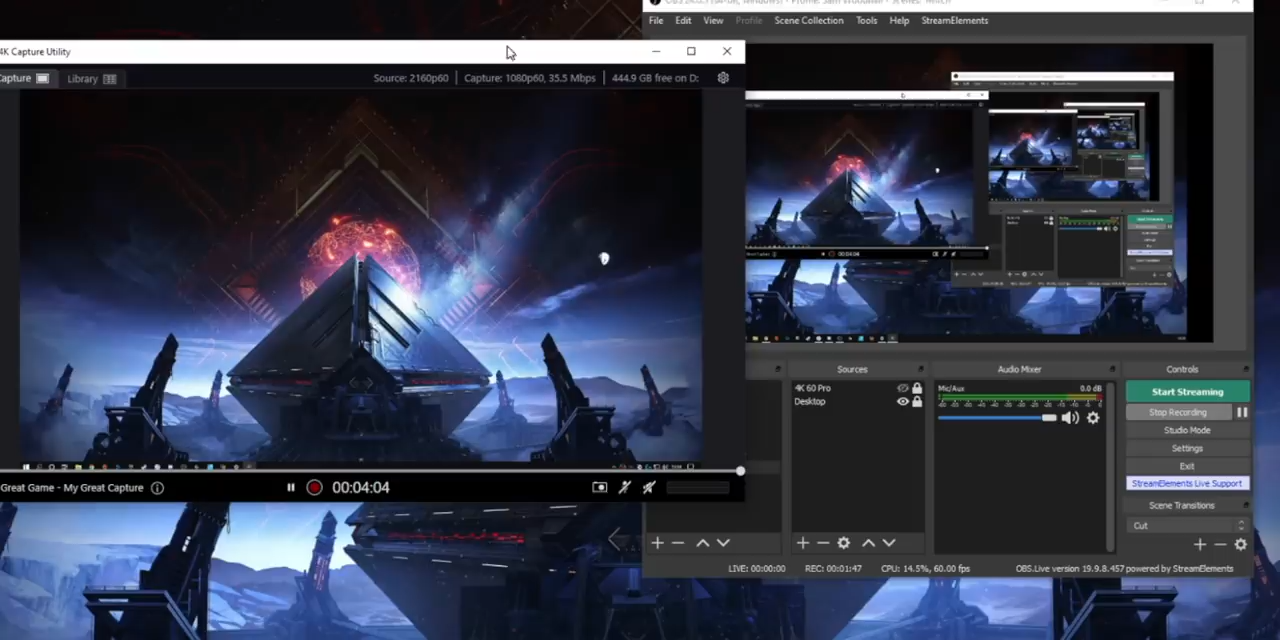 File Edit View Profile Scene Collection Tools Help StreamElements
4K Capture Utility
Capture Library Source: 2160p60 Capture: 1080p60, 35.5 Mbps 444.9 GB free on D:
Great Game - My Great Capture 00:04:04
Sources
4K 60 Pro
Desktop
Audio Mixer
Mic/Aux 0.0 dB
Controls
Start Streaming
Stop Recording
Studio Mode
Settings
Exit
StreamElements Live Support
Scene Transitions
Cut
LIVE: 00:00:00 REC: 00:01:47 CPU: 14.5%, 60.00 fps OBS.Live version 19.9.8.457 powered by StreamElements